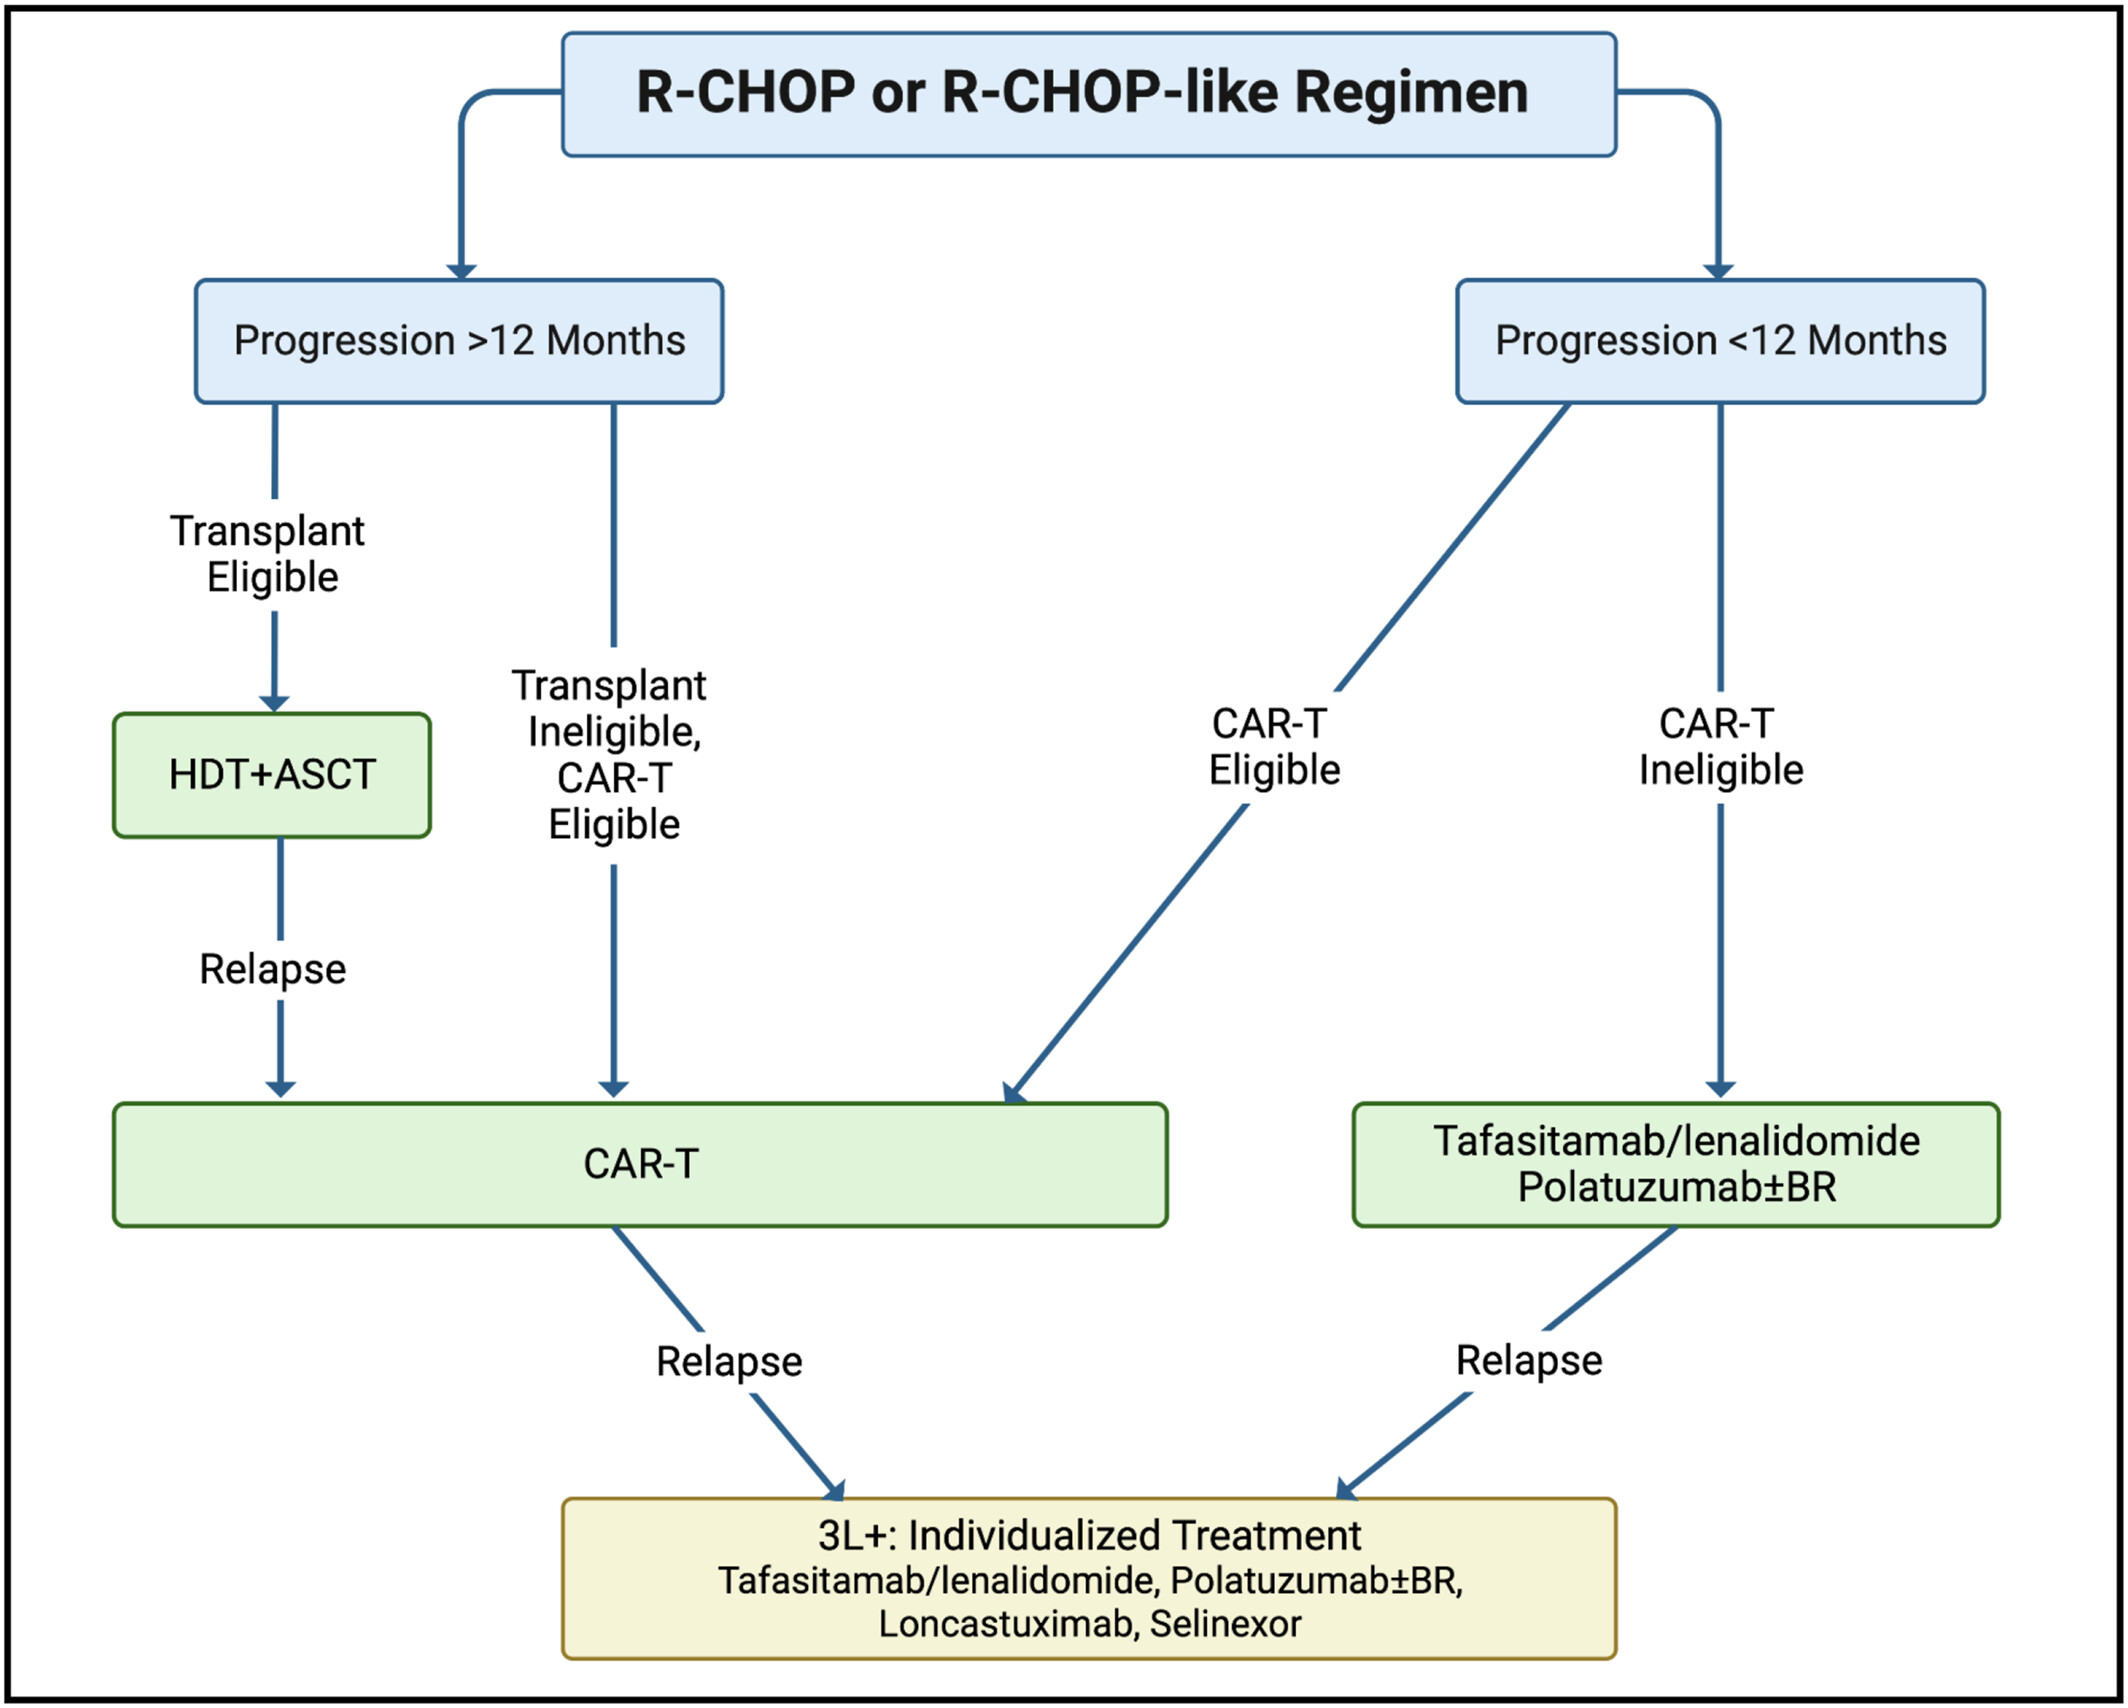 R-CHOP or R-CHOP-like Regimen
Progression >12 Months
Progression <12 Months
Transplant
Eligible
Transplant
Ineligible,
CAR-T
Eligible
CAR-T
Eligible
CAR-T
Ineligible
HDT+ASCT
Relapse
CAR-T
Tafasitamab/lenalidomide
Polatuzumab±BR
Relapse
Relapse
3L+: Individualized Treatment
Tafasitamab/lenalidomide, Polatuzumab±BR,
Loncastuximab, Selinexor